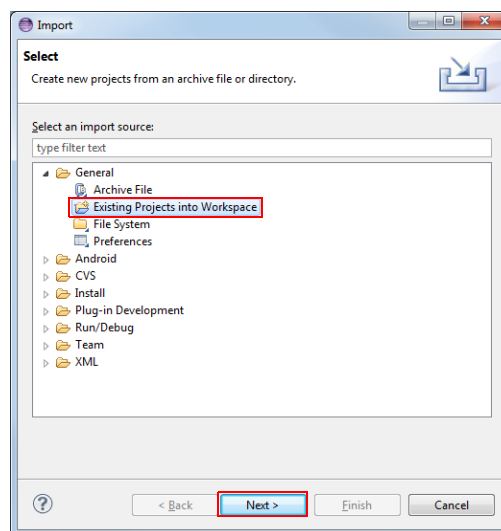 Import
Select
Create new projects from an archive file or directory.
Select an import source:
type filter text
General
Archive File
Existing Projects into Workspace
File System
Preferences
Android
CVS
Install
Plug-in Development
Run/Debug
Team
XML
? < Back Next > Finish Cancel